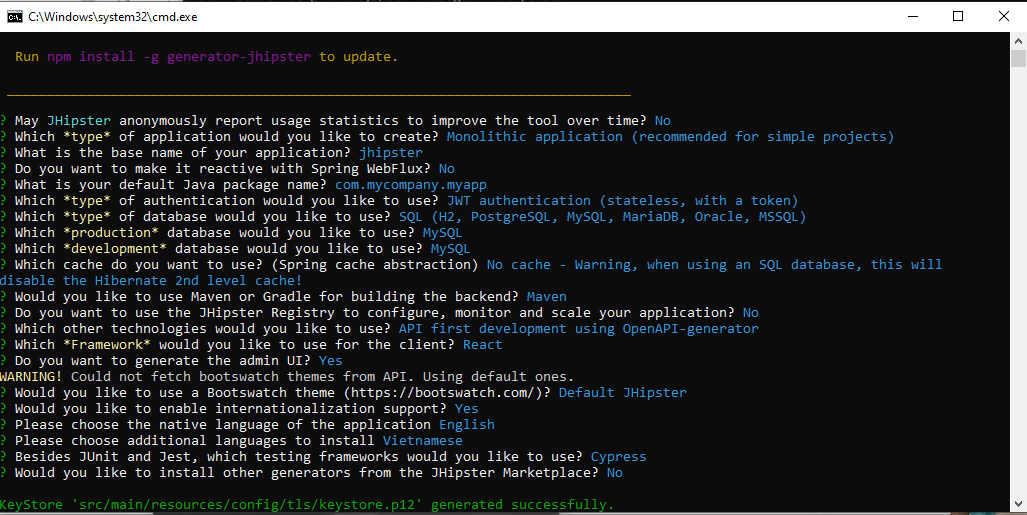 C:\Windows\system32\cmd.exe
Run npm install -g generator-jhipster to update.
? May JHipster anonymously report usage statistics to improve the tool over time? No
? Which *type* of application would you like to create? Monolithic application (recommended for simple projects)
? What is the base name of your application? jhipster
? Do you want to make it reactive with Spring WebFlux? No
? What is your default Java package name? com.mycompany.myapp
? Which *type* of authentication would you like to use? JWT authentication (stateless, with a token)
? Which *type* of database would you like to use? SQL (H2, PostgreSQL, MySQL, MariaDB, Oracle, MSSQL)
? Which *production* database would you like to use? MySQL
? Which *development* database would you like to use? MySQL
? Which cache do you want to use? (Spring cache abstraction) No cache - Warning, when using an SQL database, this will
disable the Hibernate 2nd level cache!
? Would you like to use Maven or Gradle for building the backend? Maven
? Do you want to use the JHipster Registry to configure, monitor and scale your application? No
? Which other technologies would you like to use? API first development using OpenAPI-generator
? Which *Framework* would you like to use for the client? React
? Do you want to generate the admin UI? Yes
WARNING! Could not fetch bootswatch themes from API. Using default ones.
? Would you like to use a Bootswatch theme (https://bootswatch.com/)? Default JHipster
? Would you like to enable internationalization support? Yes
? Please choose the native language of the application English
? Please choose additional languages to install Vietnamese
? Besides JUnit and Jest, which testing frameworks would you like to use? Cypress
? Would you like to install other generators from the JHipster Marketplace? No
KeyStore 'src/main/resources/config/tls/keystore.p12' generated successfully.